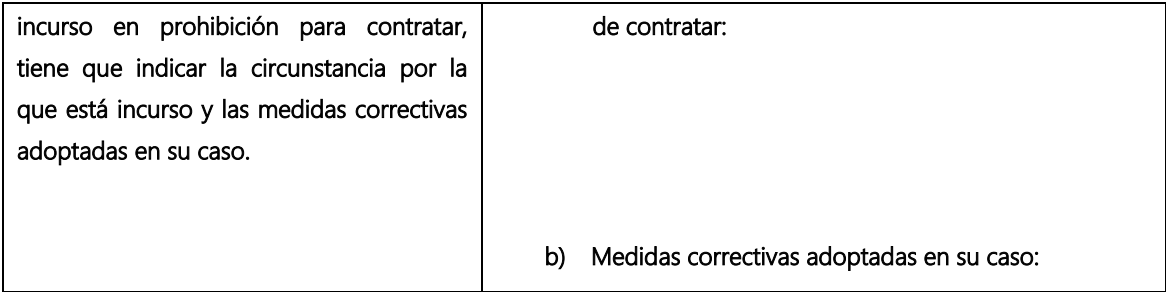 incurso en prohibición para contratar,
tiene que indicar la circunstancia por la
que está incurso y las medidas correctivas
adoptadas en su caso.
de contratar:
b) Medidas correctivas adoptadas en su caso: